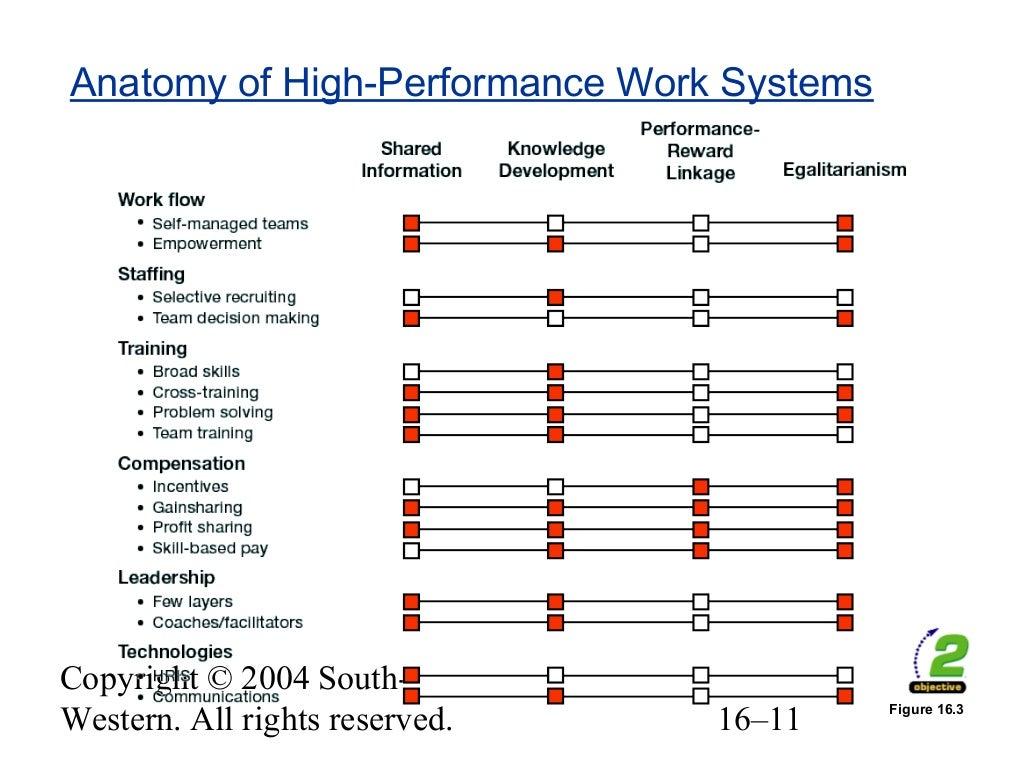 Anatomy of High-Performance Work Systems
Shared
Information
Knowledge
Development
Performance-
Reward
Linkage
Egalitarianism
Work flow
• Self-managed teams
• Empowerment
Staffing
• Selective recruiting
• Team decision making
Training
• Broad skills
• Cross-training
• Problem solving
• Team training
Compensation
• Incentives
• Gainsharing
• Profit sharing
• Skill-based pay
Leadership
• Few layers
• Coaches/facilitators
Technologies
• HRIS
• Communications
Copyright © 2004 South-
Western. All rights reserved.
16–11
2
objective
Figure 16.3